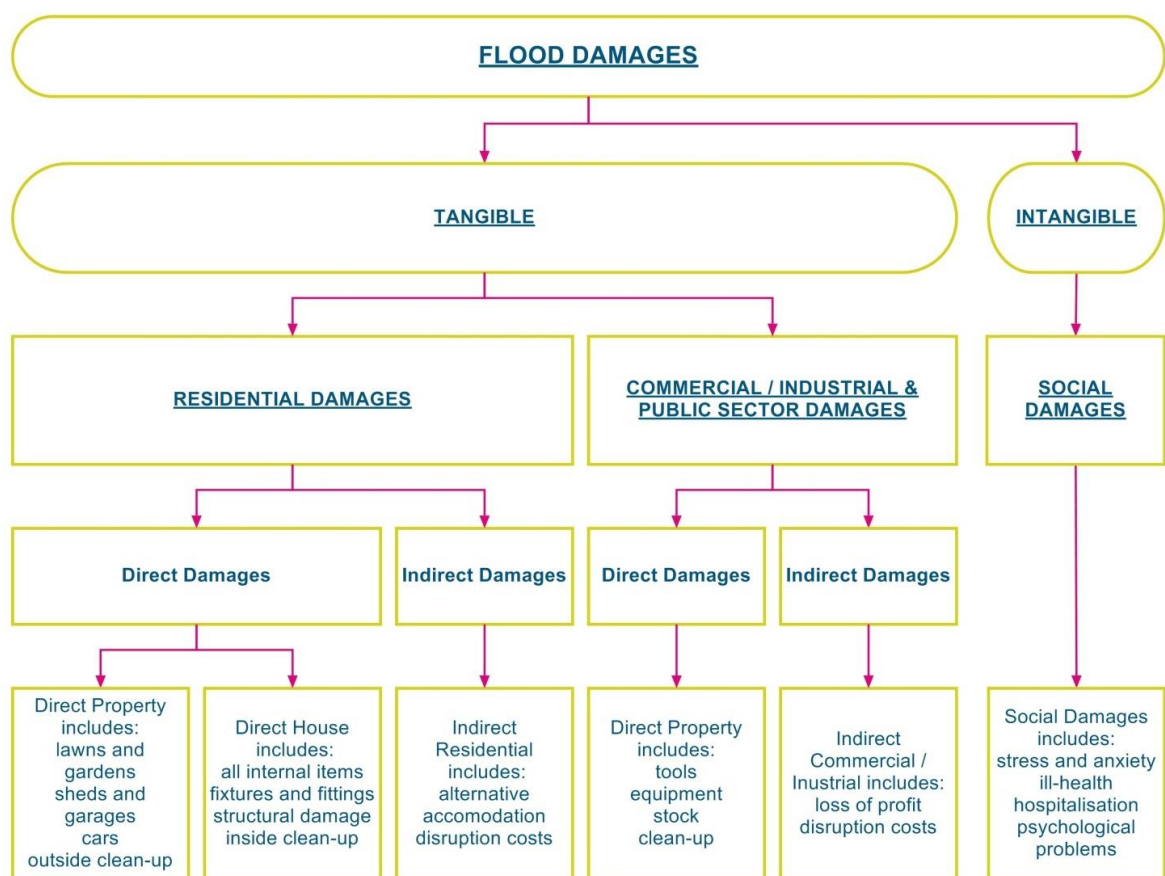 FLOOD DAMAGES
TANGIBLE
INTANGIBLE
RESIDENTIAL DAMAGES
COMMERCIAL / INDUSTRIAL &
PUBLIC SECTOR DAMAGES
SOCIAL
DAMAGES
Direct Damages
Indirect Damages
Direct Damages
Indirect Damages
Direct Property
includes:
lawns and
gardens
sheds and
garages
cars
outside clean-up
Direct House
includes:
all internal items
fixtures and fittings
structural damage
inside clean-up
Indirect
Residential
includes:
alternative
accomodation
disruption costs
Direct Property
includes:
tools
equipment
stock
clean-up
Indirect
Commercial /
Inustrial includes:
loss of profit
disruption costs
Social Damages
includes:
stress and anxiety
ill-health
hospitalisation
psychological
problems